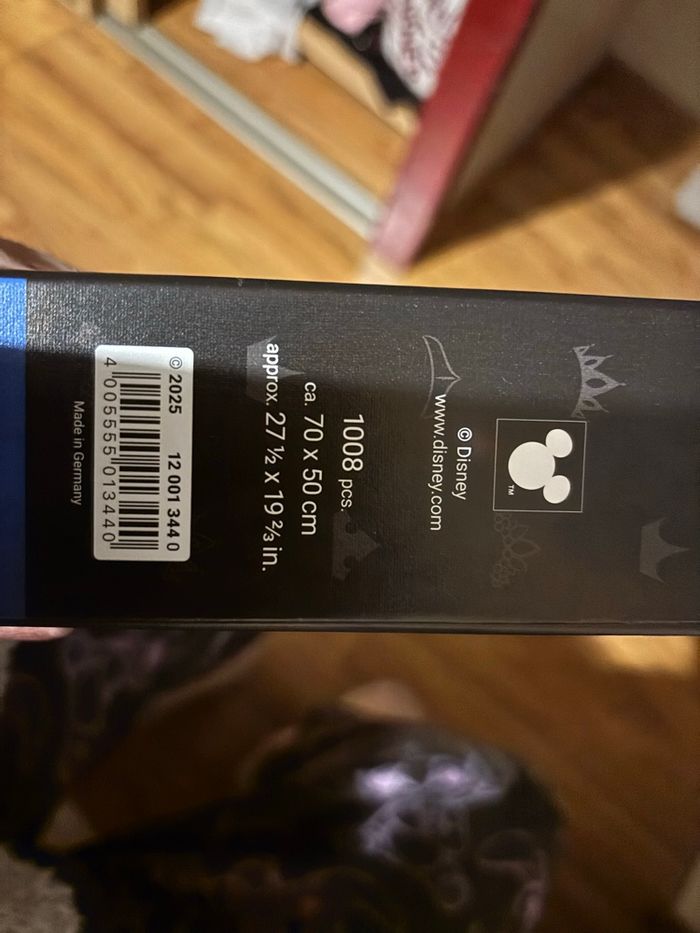 TM
© Disney
www.disney.com
1008 pcs.
ca. 70 x 50 cm
approx. 27 ½ x 19 ⅔ in.
© 2025 12 001 344 0
4 005555 013440
Made in Germany